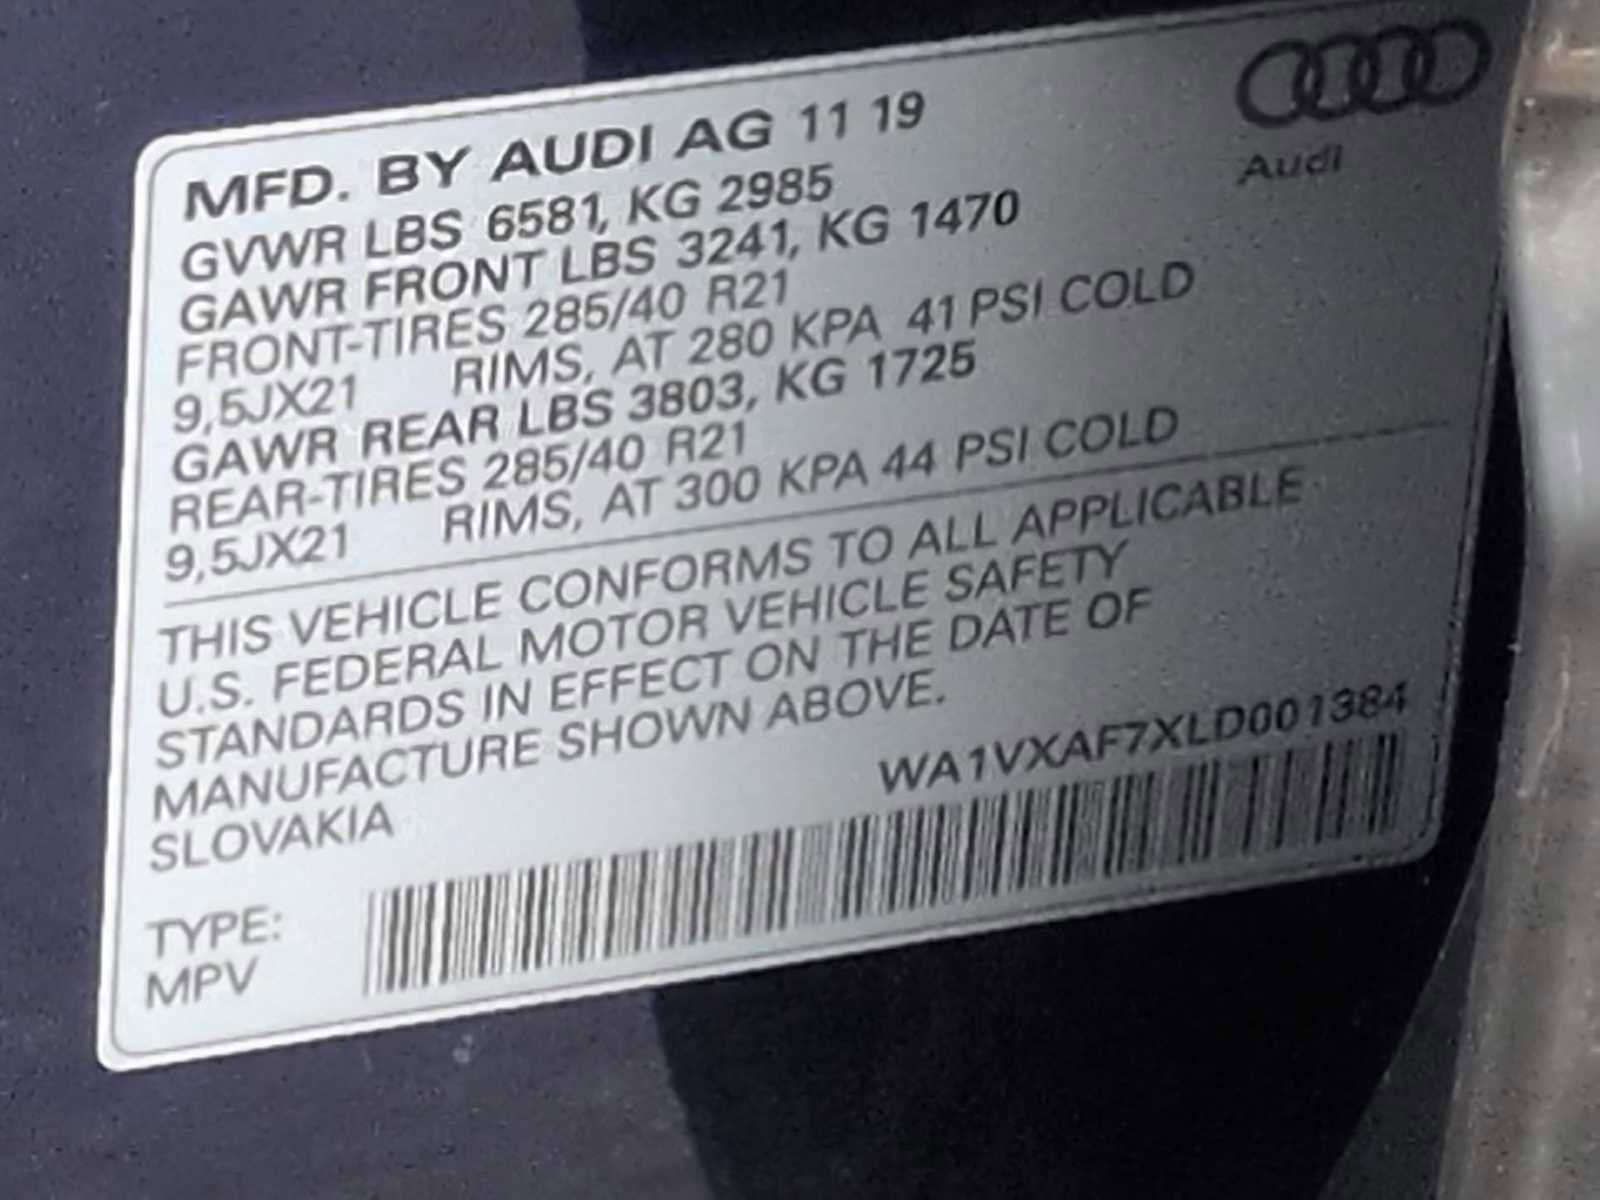 MFD. BY AUDI AG 11 19
Audi
GVWR LBS 6581, KG 2985
GAWR FRONT LBS 3241, KG 1470
FRONT-TIRES 285/40 R21
9,5JX21 RIMS, AT 280 KPA 41 PSI COLD
GAWR REAR LBS 3803, KG 1725
REAR-TIRES 285/40 R21
9,5JX21 RIMS, AT 300 KPA 44 PSI COLD
THIS VEHICLE CONFORMS TO ALL APPLICABLE
U.S. FEDERAL MOTOR VEHICLE SAFETY
STANDARDS IN EFFECT ON THE DATE OF
MANUFACTURE SHOWN ABOVE.
SLOVAKIA
WA1VXAF7XLD001384
TYPE:
MPV